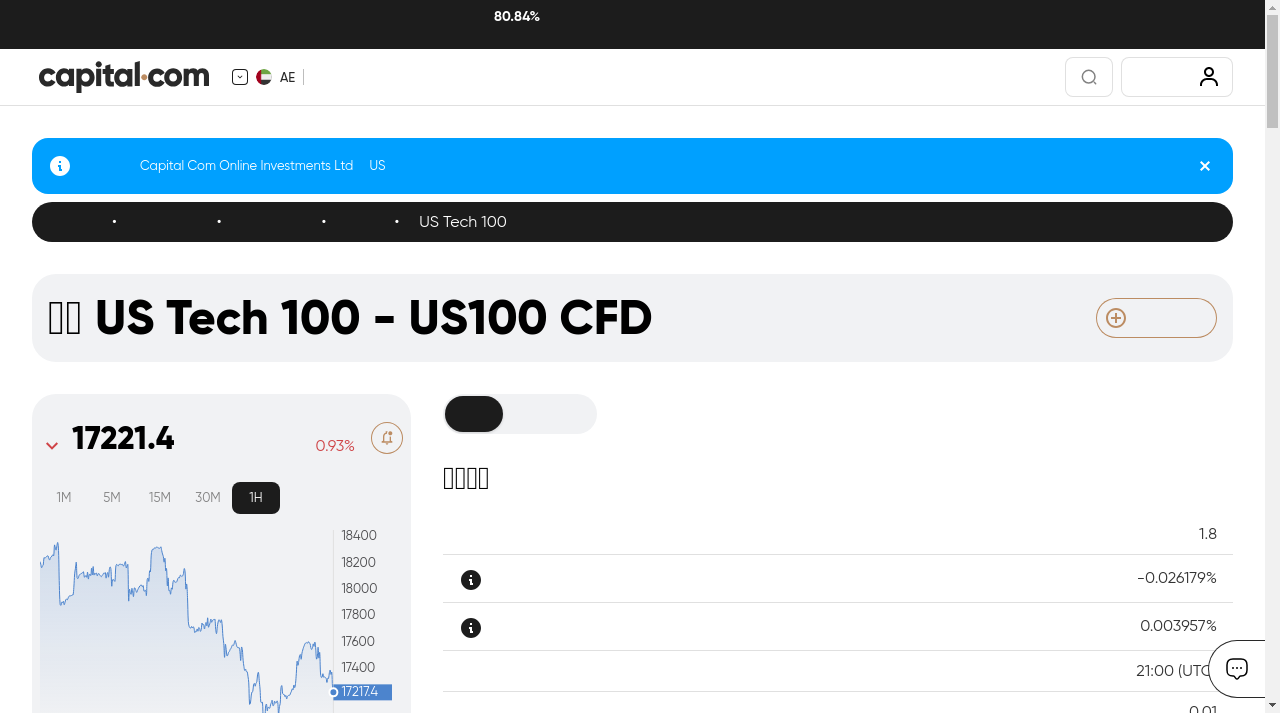 80.84%
capital.com
AE
Capital Com Online Investments Ltd US
• • • • US Tech 100
US Tech 100 - US100 CFD
17221.4
0.93%
1M 5M 15M 30M 1H
18400
18200
18000
17800
17600
17400
17217.4
1.8
-0.026179%
0.003957%
21:00 (UTC
0.01